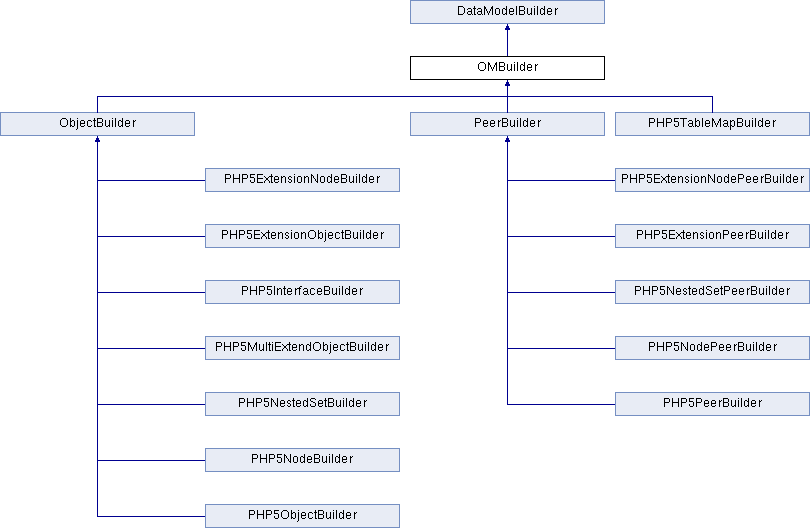 DataModelBuilder
OMBuilder
ObjectBuilder
PeerBuilder
PHP5TableMapBuilder
PHP5ExtensionNodeBuilder
PHP5ExtensionNodePeerBuilder
PHP5ExtensionObjectBuilder
PHP5ExtensionPeerBuilder
PHP5InterfaceBuilder
PHP5NestedSetPeerBuilder
PHP5MultiExtendObjectBuilder
PHP5NodePeerBuilder
PHP5NestedSetBuilder
PHP5PeerBuilder
PHP5NodeBuilder
PHP5ObjectBuilder